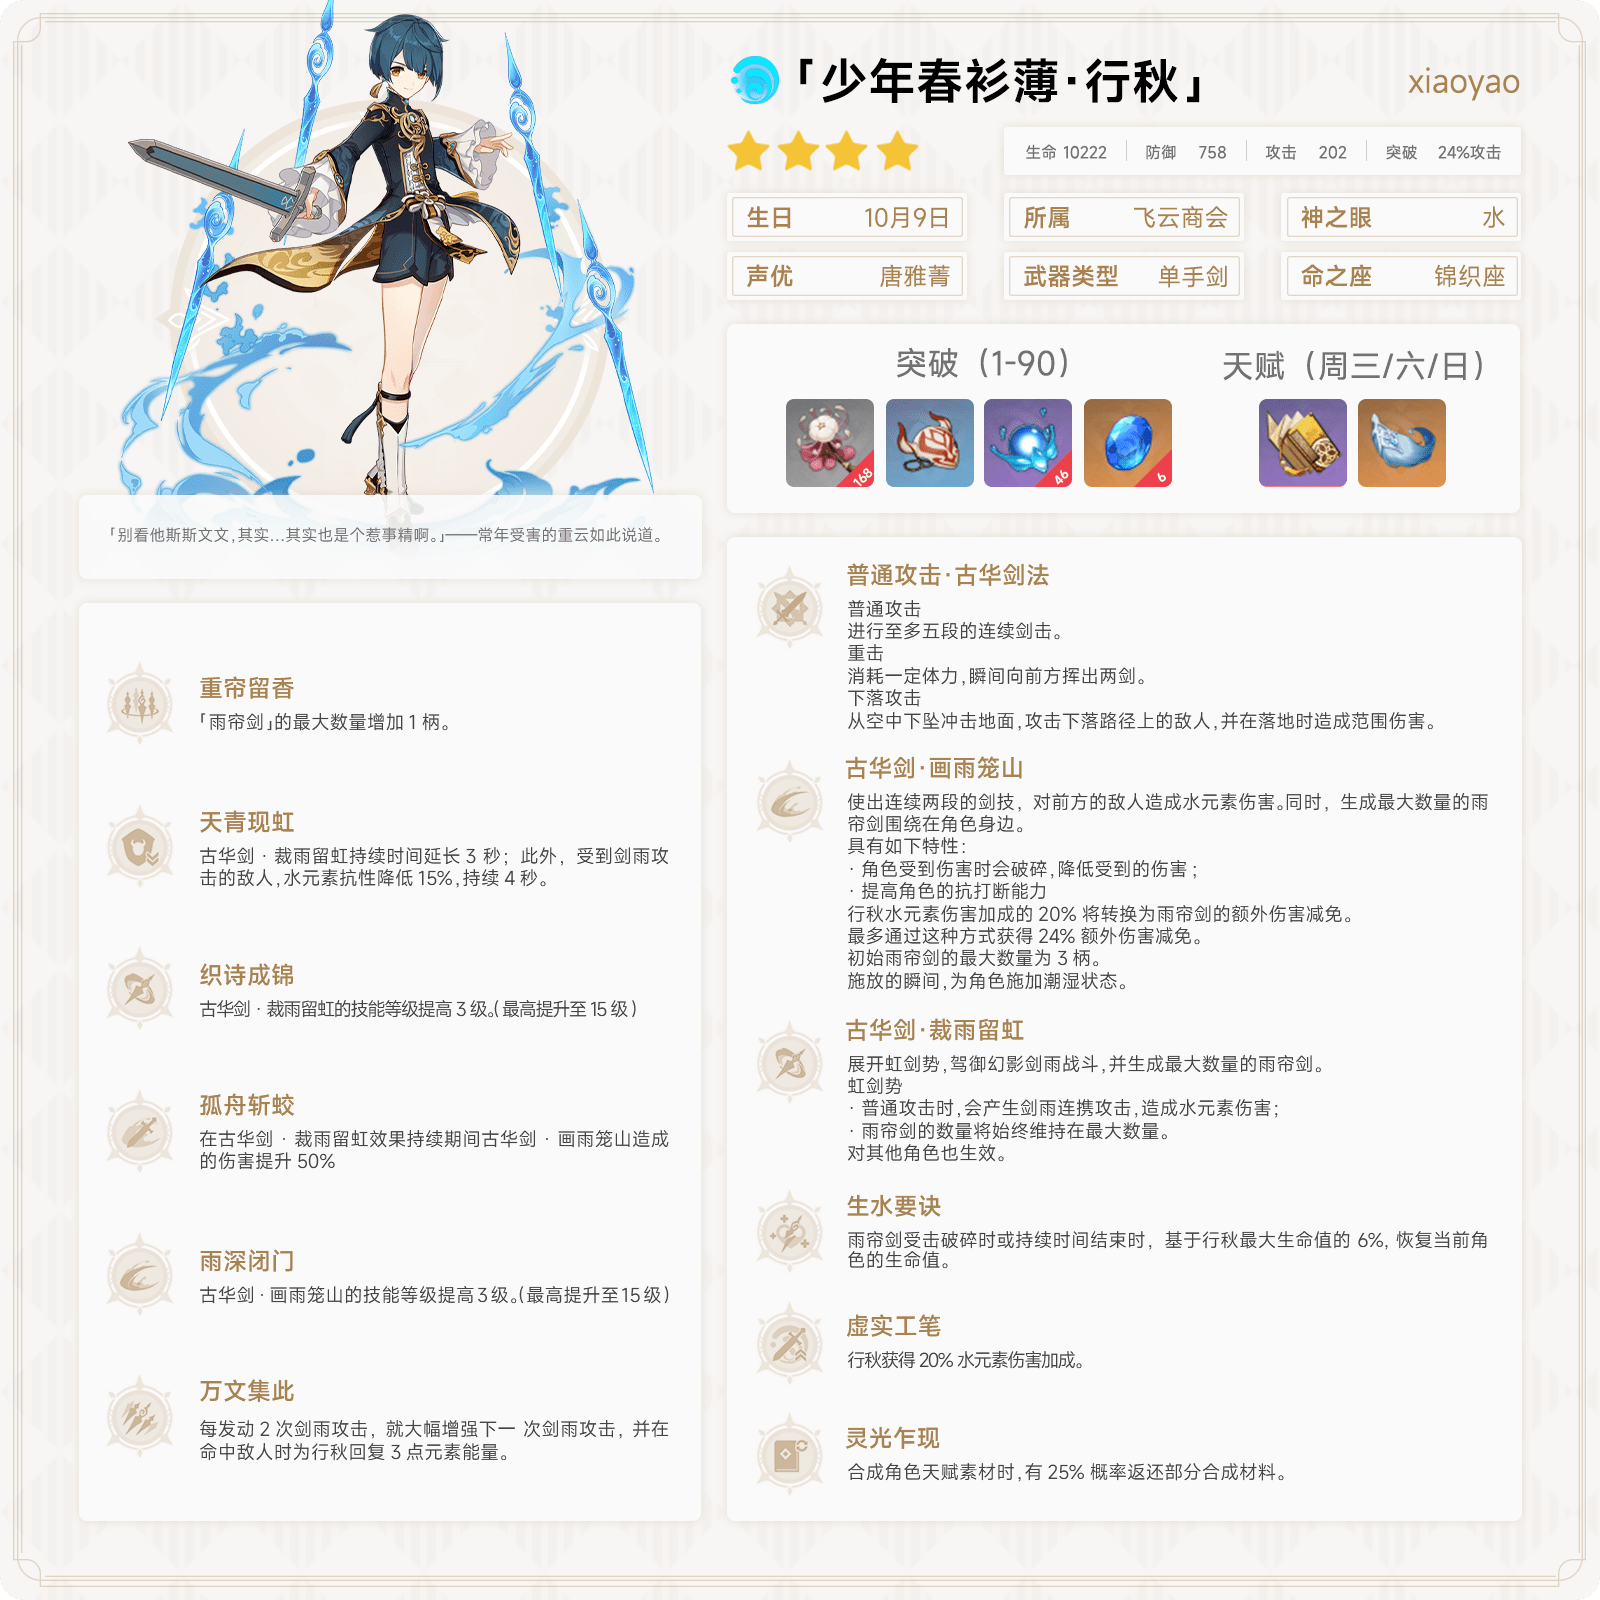 「少年春衫薄·行秋」
xiaoyao
生命 10222 防御 758 攻击 202 突破 24%攻击
生日 10月9日 所属 飞云商会 神之眼 水
声优 唐雅菁 武器类型 单手剑 命之座 锦织座
突破（1-90）
天赋（周三/六/日）
168
46
6
「别看他斯斯文文,其实...其实也是个惹事精啊。」——常年受害的重云如此说道。
重帘留香
「雨帘剑」的最大数量增加 1 柄。
天青现虹
古华剑 · 裁雨留虹持续时间延长 3 秒；此外，受到剑雨攻
击的敌人,水元素抗性降低 15%,持续 4 秒。
织诗成锦
古华剑 · 裁雨留虹的技能等级提高 3 级。(最高提升至 15 级)
孤舟斩蛟
在古华剑 · 裁雨留虹效果持续期间古华剑 · 画雨笼山造成
的伤害提升 50%
雨深闭门
古华剑 · 画雨笼山的技能等级提高3级。(最高提升至15级)
万文集此
每发动 2 次剑雨攻击，就大幅增强下一 次剑雨攻击，并在
命中敌人时为行秋回复 3 点元素能量。
普通攻击·古华剑法
普通攻击
进行至多五段的连续剑击。
重击
消耗一定体力,瞬间向前方挥出两剑。
下落攻击
从空中下坠冲击地面,攻击下落路径上的敌人,并在落地时造成范围伤害。
古华剑·画雨笼山
使出连续两段的剑技，对前方的敌人造成水元素伤害。同时，生成最大数量的雨
帘剑围绕在角色身边。
具有如下特性：
· 角色受到伤害时会破碎,降低受到的伤害；
· 提高角色的抗打断能力
行秋水元素伤害加成的 20% 将转换为雨帘剑的额外伤害减免。
最多通过这种方式获得 24% 额外伤害减免。
初始雨帘剑的最大数量为 3 柄。
施放的瞬间,为角色施加潮湿状态。
古华剑·裁雨留虹
展开虹剑势,驾御幻影剑雨战斗,并生成最大数量的雨帘剑。
虹剑势
· 普通攻击时,会产生剑雨连携攻击,造成水元素伤害；
· 雨帘剑的数量将始终维持在最大数量。
对其他角色也生效。
生水要诀
雨帘剑受击破碎时或持续时间结束时，基于行秋最大生命值的 6%, 恢复当前角
色的生命值。
虚实工笔
行秋获得 20% 水元素伤害加成。
灵光乍现
合成角色天赋素材时,有 25% 概率返还部分合成材料。